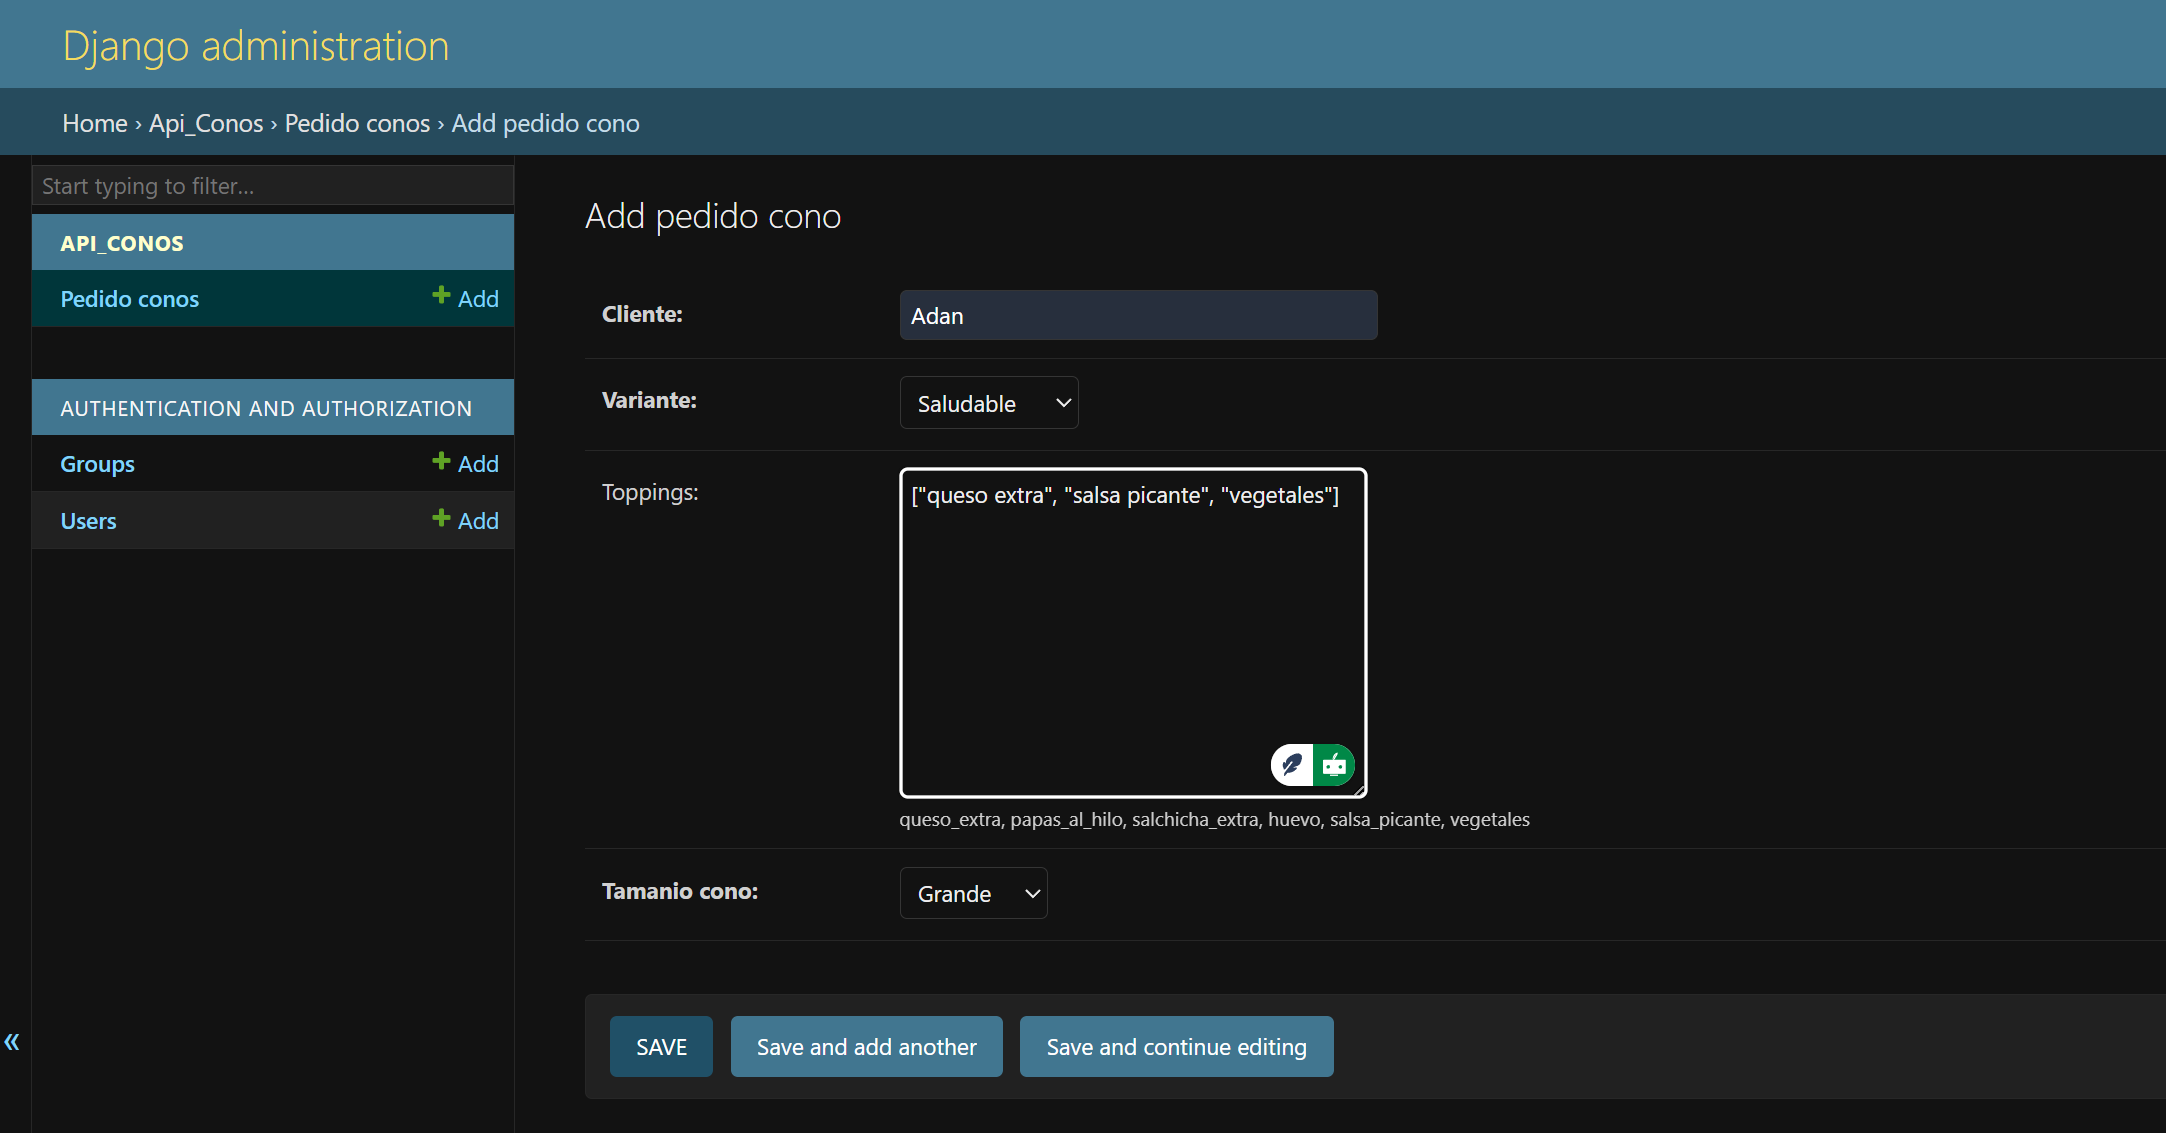 Django administration
Home › Api_Conos › Pedido conos › Add pedido cono
Start typing to filter...
API_CONOS
Pedido conos + Add
AUTHENTICATION AND AUTHORIZATION
Groups + Add
Users + Add
«
Add pedido cono
Cliente: Adan
Variante: Saludable
Toppings: ["queso extra", "salsa picante", "vegetales"]
queso_extra, papas_al_hilo, salchicha_extra, huevo, salsa_picante, vegetales
Tamanio cono: Grande
SAVE Save and add another Save and continue editing